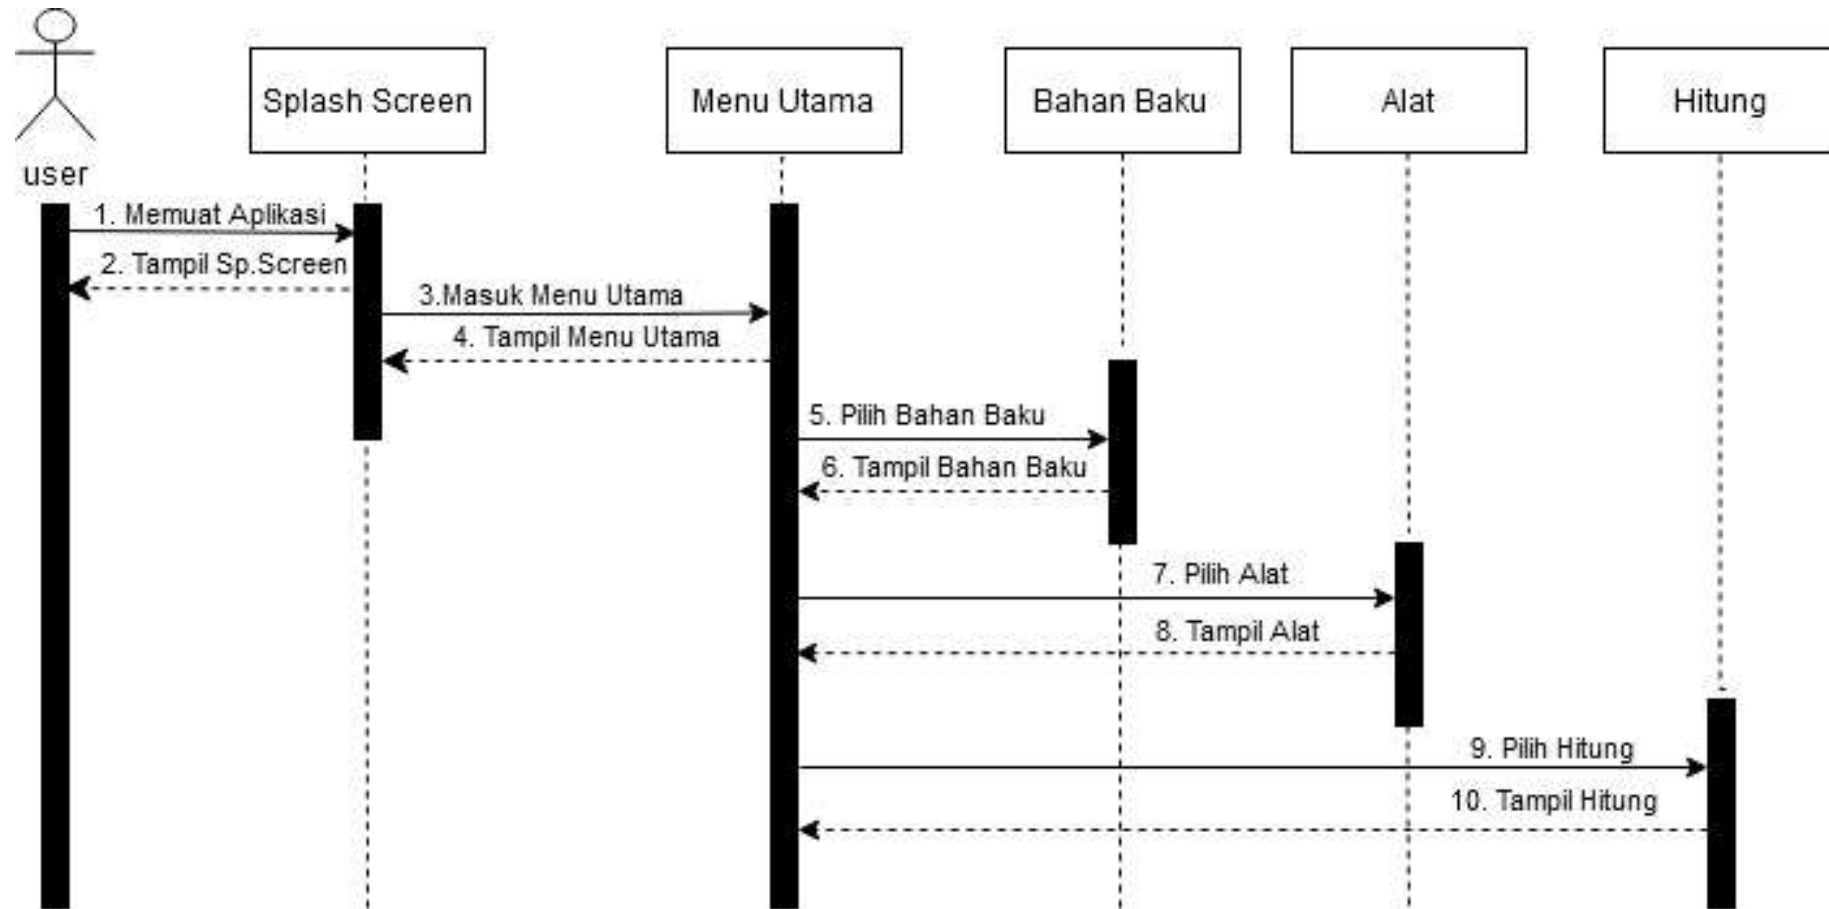 Splash Screen
Menu Utama
Bahan Baku
Alat
Hitung
user
1. Memuat Aplikasi
2. Tampil Sp.Screen
3.Masuk Menu Utama
4. Tampil Menu Utama
5. Pilih Bahan Baku
6. Tampil Bahan Baku
7. Pilih Alat
8. Tampil Alat
9. Pilih Hitung
10. Tampil Hitung